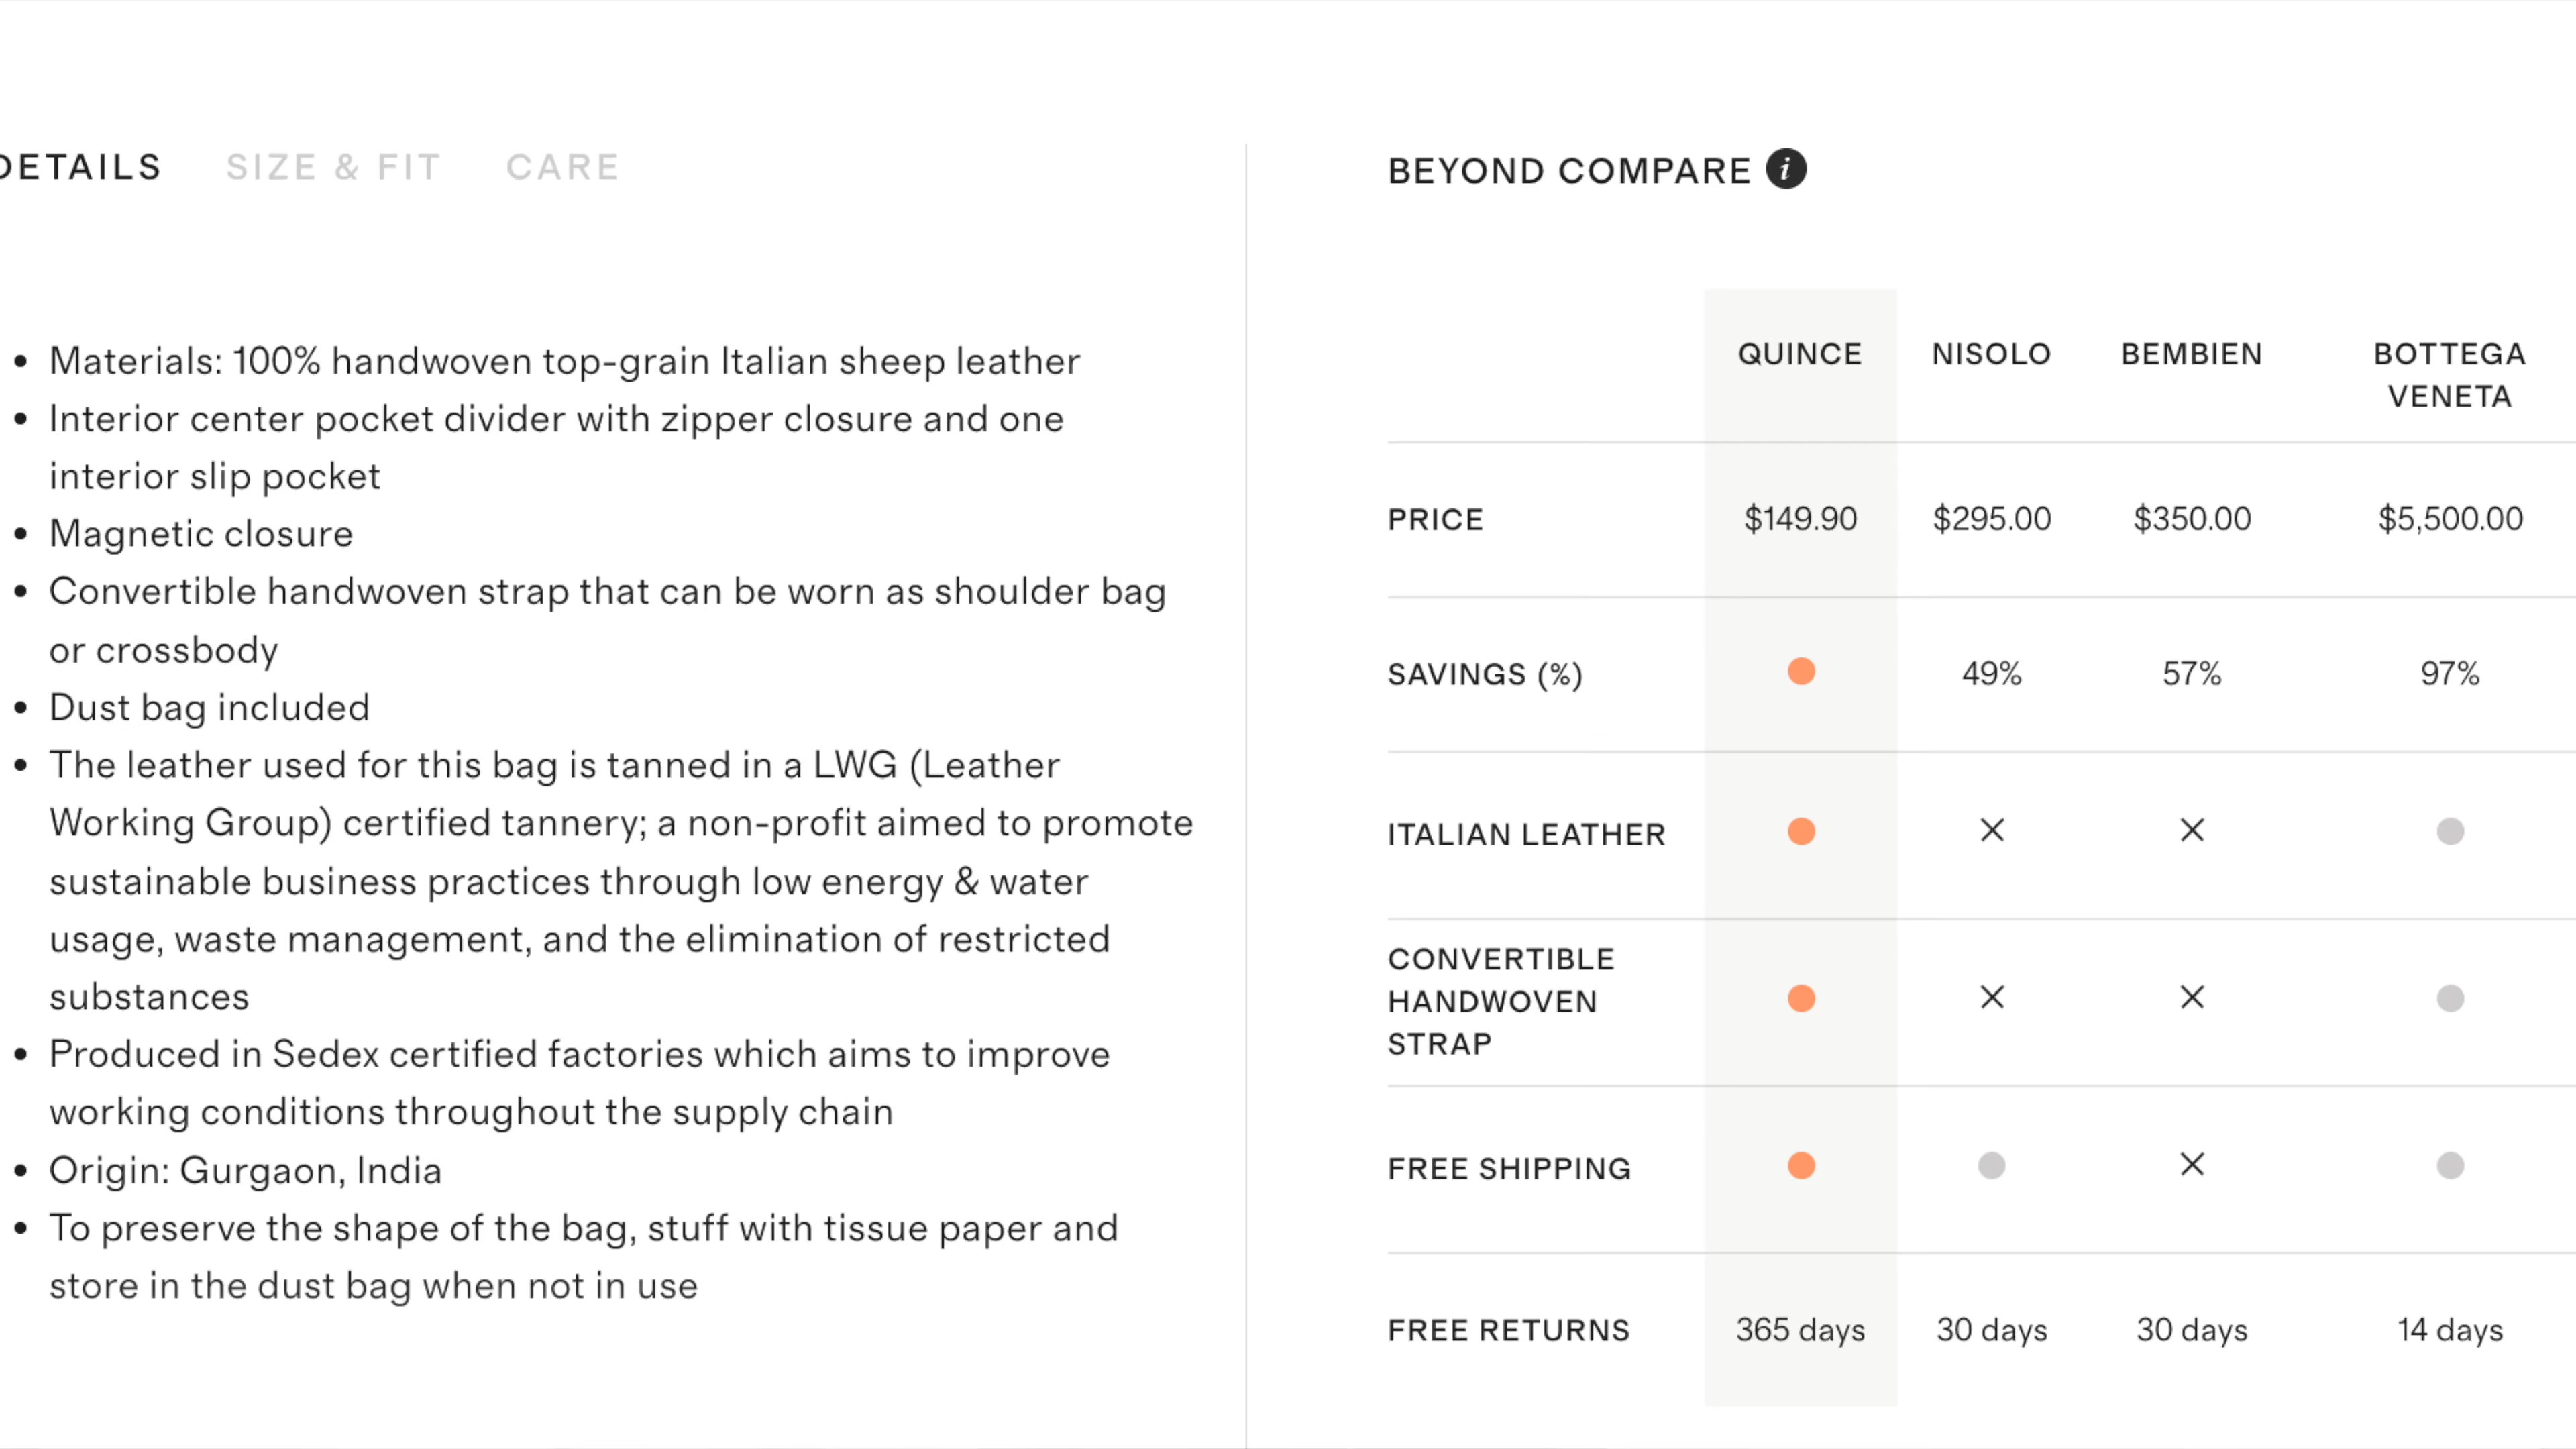 DETAILS SIZE & FIT CARE
• Materials: 100% handwoven top-grain Italian sheep leather
• Interior center pocket divider with zipper closure and one
interior slip pocket
• Magnetic closure
• Convertible handwoven strap that can be worn as shoulder bag
or crossbody
• Dust bag included
• The leather used for this bag is tanned in a LWG (Leather
Working Group) certified tannery; a non-profit aimed to promote
sustainable business practices through low energy & water
usage, waste management, and the elimination of restricted
substances
• Produced in Sedex certified factories which aims to improve
working conditions throughout the supply chain
• Origin: Gurgaon, India
• To preserve the shape of the bag, stuff with tissue paper and
store in the dust bag when not in use
BEYOND COMPARE i
QUINCE NISOLO BEMBIEN BOTTEGA
VENETA
PRICE $149.90 $295.00 $350.00 $5,500.00
SAVINGS (%) 49% 57% 97%
ITALIAN LEATHER
CONVERTIBLE
HANDWOVEN
STRAP
FREE SHIPPING
FREE RETURNS 365 days 30 days 30 days 14 days